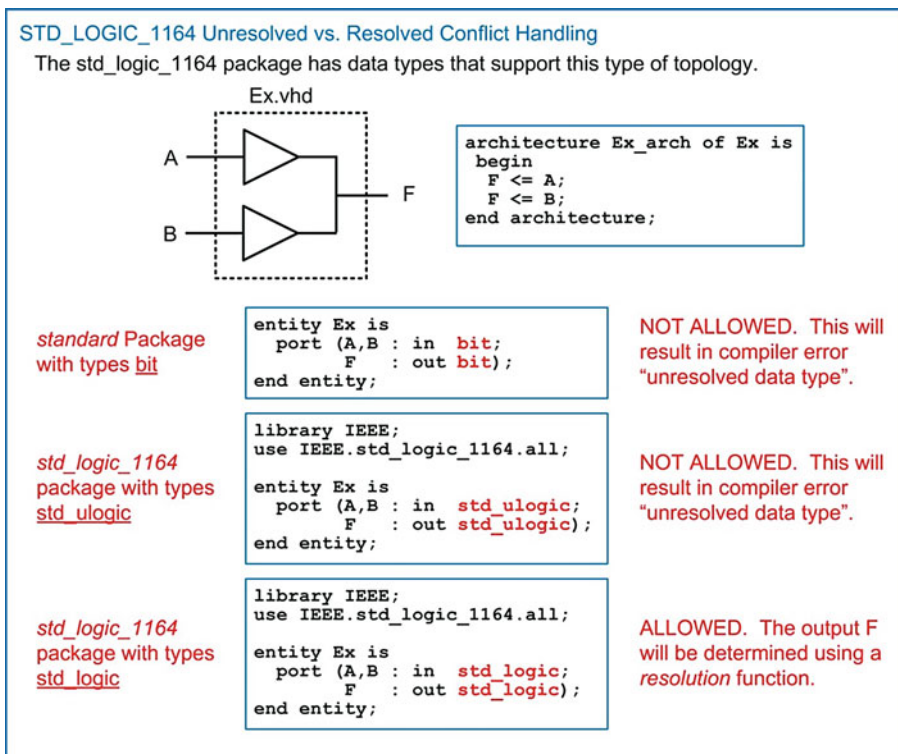 STD_LOGIC_1164 Unresolved vs. Resolved Conflict Handling
The std_logic_1164 package has data types that support this type of topology.
Ex.vhd
A
B
F
architecture Ex_arch of Ex is
begin
F <= A;
F <= B;
end architecture;
standard Package
with types bit
entity Ex is
port (A,B : in bit;
F : out bit);
end entity;
NOT ALLOWED. This will
result in compiler error
“unresolved data type”.
std_logic_1164
package with types
std_ulogic
library IEEE;
use IEEE.std_logic_1164.all;
entity Ex is
port (A,B : in std_ulogic;
F : out std_ulogic);
end entity;
NOT ALLOWED. This will
result in compiler error
“unresolved data type”.
std_logic_1164
package with types
std_logic
library IEEE;
use IEEE.std_logic_1164.all;
entity Ex is
port (A,B : in std_logic;
F : out std_logic);
end entity;
ALLOWED. The output F
will be determined using a
resolution function.